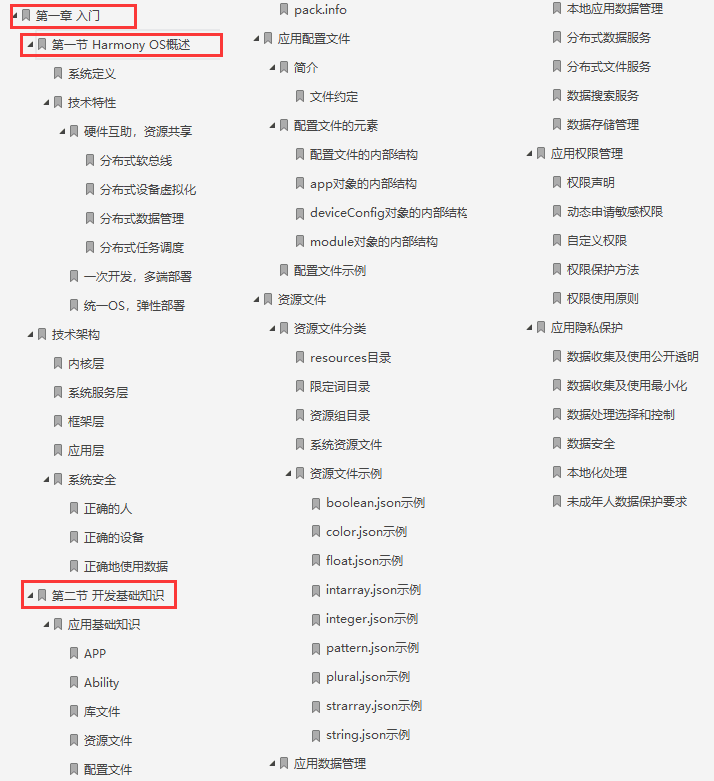 第一章 入门
第一节 Harmony OS概述
系统定义
技术特性
硬件互助，资源共享
分布式软总线
分布式设备虚拟化
分布式数据管理
分布式任务调度
一次开发，多端部署
统一OS，弹性部署
技术架构
内核层
系统服务层
框架层
应用层
系统安全
正确的人
正确的设备
正确地使用数据
第二节 开发基础知识
应用基础知识
APP
Ability
库文件
资源文件
配置文件
pack.info
应用配置文件
简介
文件约定
配置文件的元素
配置文件的内部结构
app对象的内部结构
deviceConfig对象的内部结构
module对象的内部结构
配置文件示例
资源文件
资源文件分类
resources目录
限定词目录
资源组目录
系统资源文件
资源文件示例
boolean.json示例
color.json示例
float.json示例
intarray.json示例
integer.json示例
pattern.json示例
plural.json示例
strarray.json示例
string.json示例
应用数据管理
本地应用数据管理
分布式数据服务
分布式文件服务
数据搜索服务
数据存储管理
应用权限管理
权限声明
动态申请敏感权限
自定义权限
权限保护方法
权限使用原则
应用隐私保护
数据收集及使用公开透明
数据收集及使用最小化
数据处理选择和控制
数据安全
本地化处理
未成年人数据保护要求